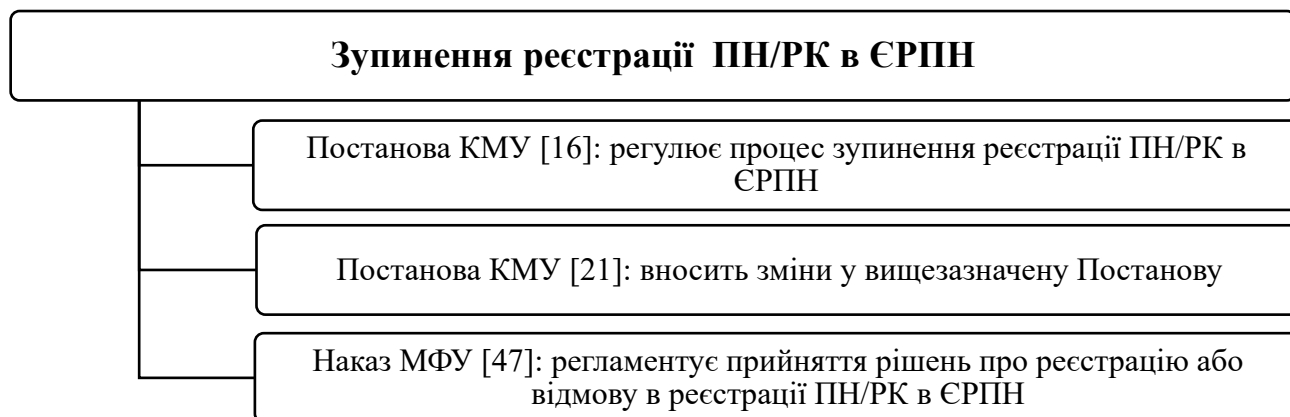 Зупинення реєстрації ПН/РК в ЄРПН
Постанова КМУ [16]: регулює процес зупинення реєстрації ПН/РК в
ЄРПН
Постанова КМУ [21]: вносить зміни у вищезазначену Постанову
Наказ МФУ [47]: регламентує прийняття рішень про реєстрацію або
відмову в реєстрації ПН/РК в ЄРПН